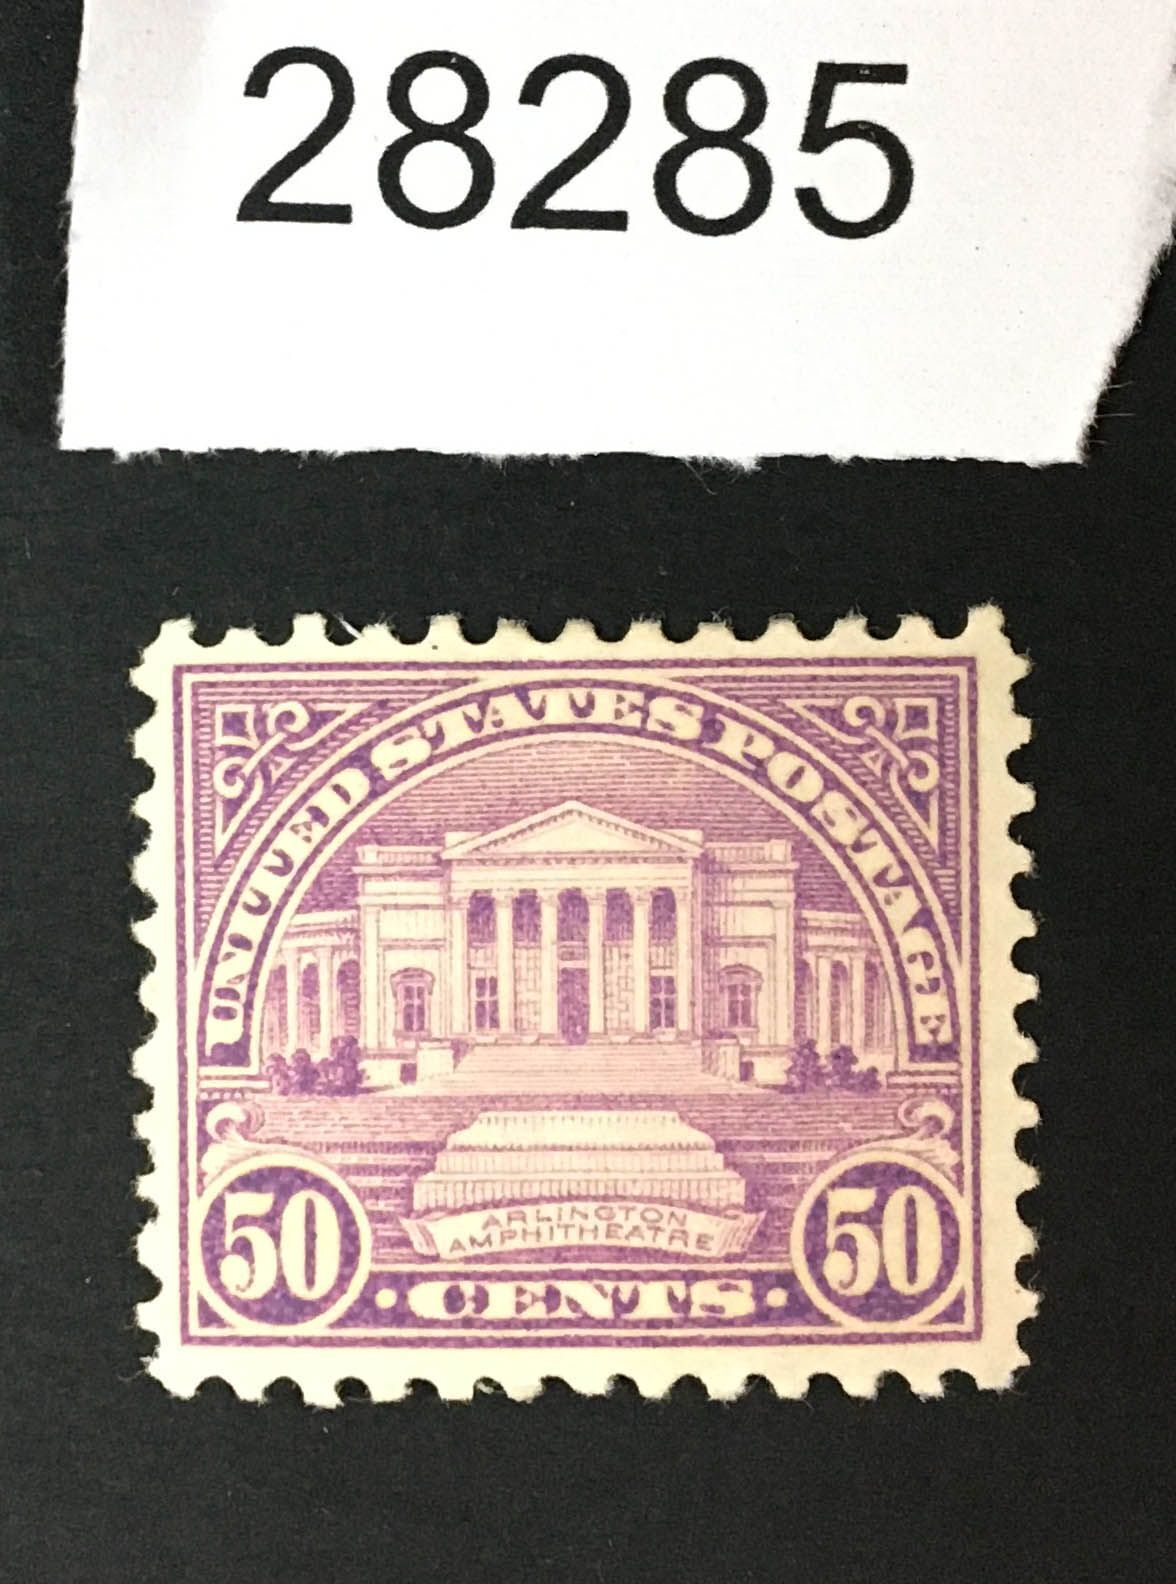 28285
UNITED STATES POSTAGE
ARLINGTON
AMPHITHEATRE
50 · CENTS · 50